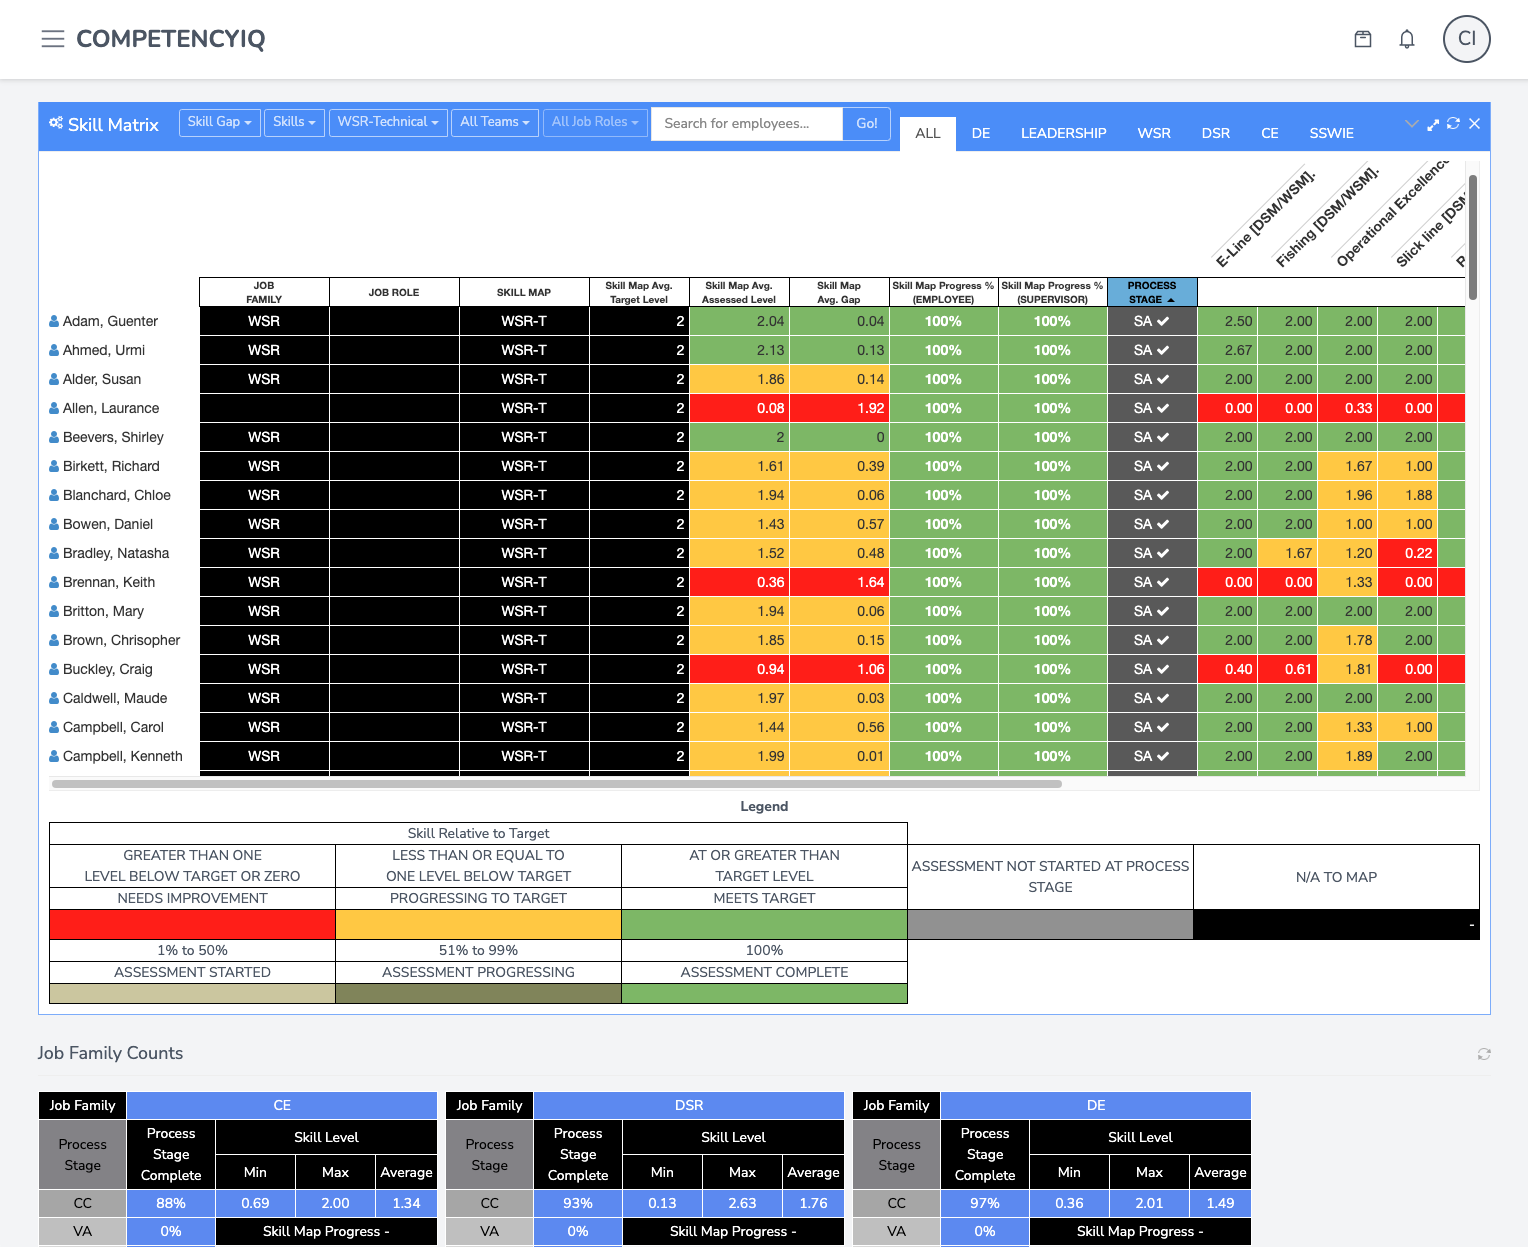 COMPETENCYIQ
CI
Skill Matrix
Skill Gap
Skills
WSR-Technical
All Teams
All Job Roles
Search for employees...
Go!
ALL
DE
LEADERSHIP
WSR
DSR
CE
SSWIE
E-Line [DSM/WSM].
Fishing [DSM/WSM].
Operational Excellence
Slick line [DSM
JOB FAMILY
JOB ROLE
SKILL MAP
Skill Map Avg. Target Level
Skill Map Avg. Assessed Level
Skill Map Avg. Gap
Skill Map Progress % (EMPLOYEE)
Skill Map Progress % (SUPERVISOR)
PROCESS STAGE
Adam, Guenter WSR WSR-T 2 2.04 0.04 100% 100% SA 2.50 2.00 2.00 2.00
Ahmed, Urmi WSR WSR-T 2 2.13 0.13 100% 100% SA 2.67 2.00 2.00 2.00
Alder, Susan WSR WSR-T 2 1.86 0.14 100% 100% SA 2.00 2.00 2.00 2.00
Allen, Laurance WSR-T 2 0.08 1.92 100% 100% SA 0.00 0.00 0.33 0.00
Beevers, Shirley WSR WSR-T 2 2 0 100% 100% SA 2.00 2.00 2.00 2.00
Birkett, Richard WSR WSR-T 2 1.61 0.39 100% 100% SA 2.00 2.00 1.67 1.00
Blanchard, Chloe WSR WSR-T 2 1.94 0.06 100% 100% SA 2.00 2.00 1.96 1.88
Bowen, Daniel WSR WSR-T 2 1.43 0.57 100% 100% SA 2.00 2.00 1.00 1.00
Bradley, Natasha WSR WSR-T 2 1.52 0.48 100% 100% SA 2.00 1.67 1.20 0.22
Brennan, Keith WSR WSR-T 2 0.36 1.64 100% 100% SA 0.00 0.00 1.33 0.00
Britton, Mary WSR WSR-T 2 1.94 0.06 100% 100% SA 2.00 2.00 2.00 2.00
Brown, Chrisopher WSR WSR-T 2 1.85 0.15 100% 100% SA 2.00 2.00 1.78 2.00
Buckley, Craig WSR WSR-T 2 0.94 1.06 100% 100% SA 0.40 0.61 1.81 0.00
Caldwell, Maude WSR WSR-T 2 1.97 0.03 100% 100% SA 2.00 2.00 2.00 2.00
Campbell, Carol WSR WSR-T 2 1.44 0.56 100% 100% SA 2.00 2.00 1.33 1.00
Campbell, Kenneth WSR WSR-T 2 1.99 0.01 100% 100% SA 2.00 2.00 1.89 2.00
Legend
Skill Relative to Target
GREATER THAN ONE
LEVEL BELOW TARGET OR ZERO
LESS THAN OR EQUAL TO
ONE LEVEL BELOW TARGET
AT OR GREATER THAN
TARGET LEVEL
ASSESSMENT NOT STARTED AT PROCESS
STAGE
N/A TO MAP
NEEDS IMPROVEMENT
PROGRESSING TO TARGET
MEETS TARGET
-
1% to 50%
51% to 99%
100%
ASSESSMENT STARTED
ASSESSMENT PROGRESSING
ASSESSMENT COMPLETE
Job Family Counts
Job Family CE
Process Stage
Process Stage Complete
Skill Level
Min Max Average
CC 88% 0.69 2.00 1.34
VA 0% Skill Map Progress -
Job Family DSR
Process Stage
Process Stage Complete
Skill Level
Min Max Average
CC 93% 0.13 2.63 1.76
VA 0% Skill Map Progress -
Job Family DE
Process Stage
Process Stage Complete
Skill Level
Min Max Average
CC 97% 0.36 2.01 1.49
VA 0% Skill Map Progress -